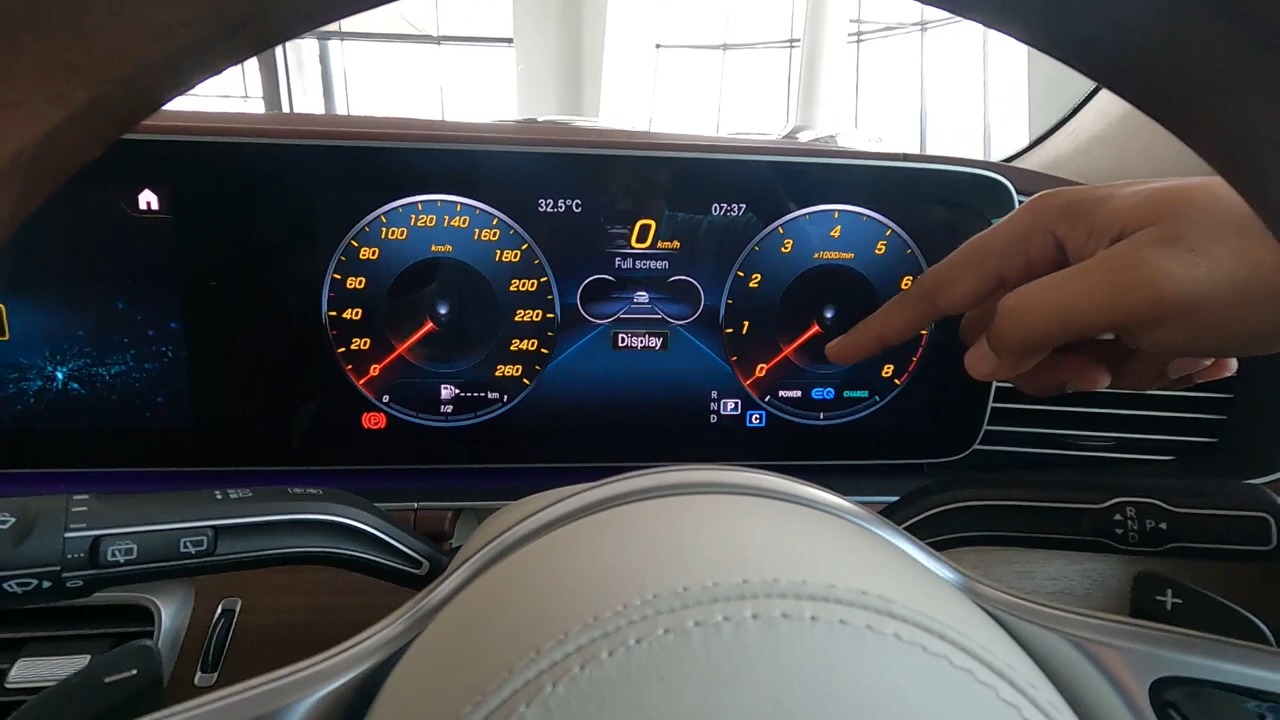 32.5°C
07:37
0 km/h
Full screen
Display
km/h
0
20
40
60
80
100
120
140
160
180
200
220
240
260
0
1/2
1
---- km
x1000/min
0
1
2
3
4
5
6
8
POWER
EQ
CHARGE
R
N
D
P
C
P
R
N
D
P
+
−